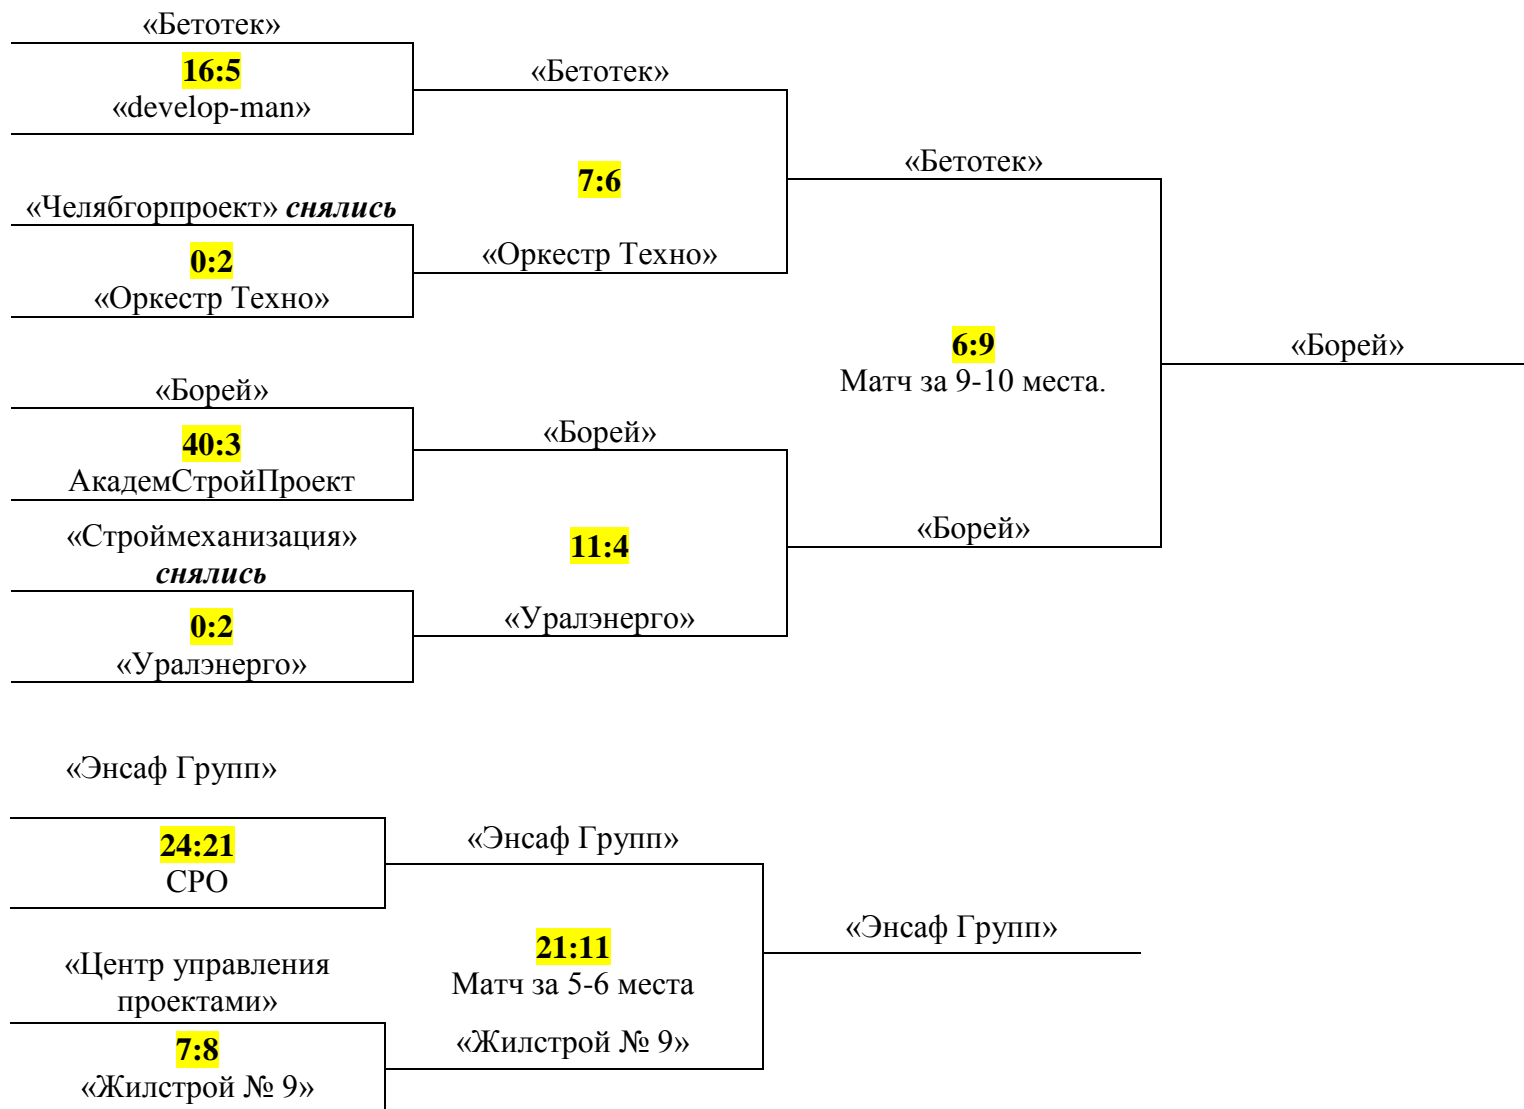 «Бетотек»
16:5
«develop-man»
«Бетотек»
7:6
«Бетотек»
«Челябгорпроект» снялись
0:2
«Оркестр Техно»
«Оркестр Техно»
6:9
Матч за 9-10 места.
«Борей»
«Борей»
40:3
АкадемСтройПроект
«Борей»
«Строймеханизация»
снялись
11:4
«Борей»
0:2
«Уралэнерго»
«Уралэнерго»
«Энсаф Групп»
24:21
СРО
«Энсаф Групп»
«Энсаф Групп»
«Центр управления
проектами»
21:11
Матч за 5-6 места
«Жилстрой № 9»
7:8
«Жилстрой № 9»